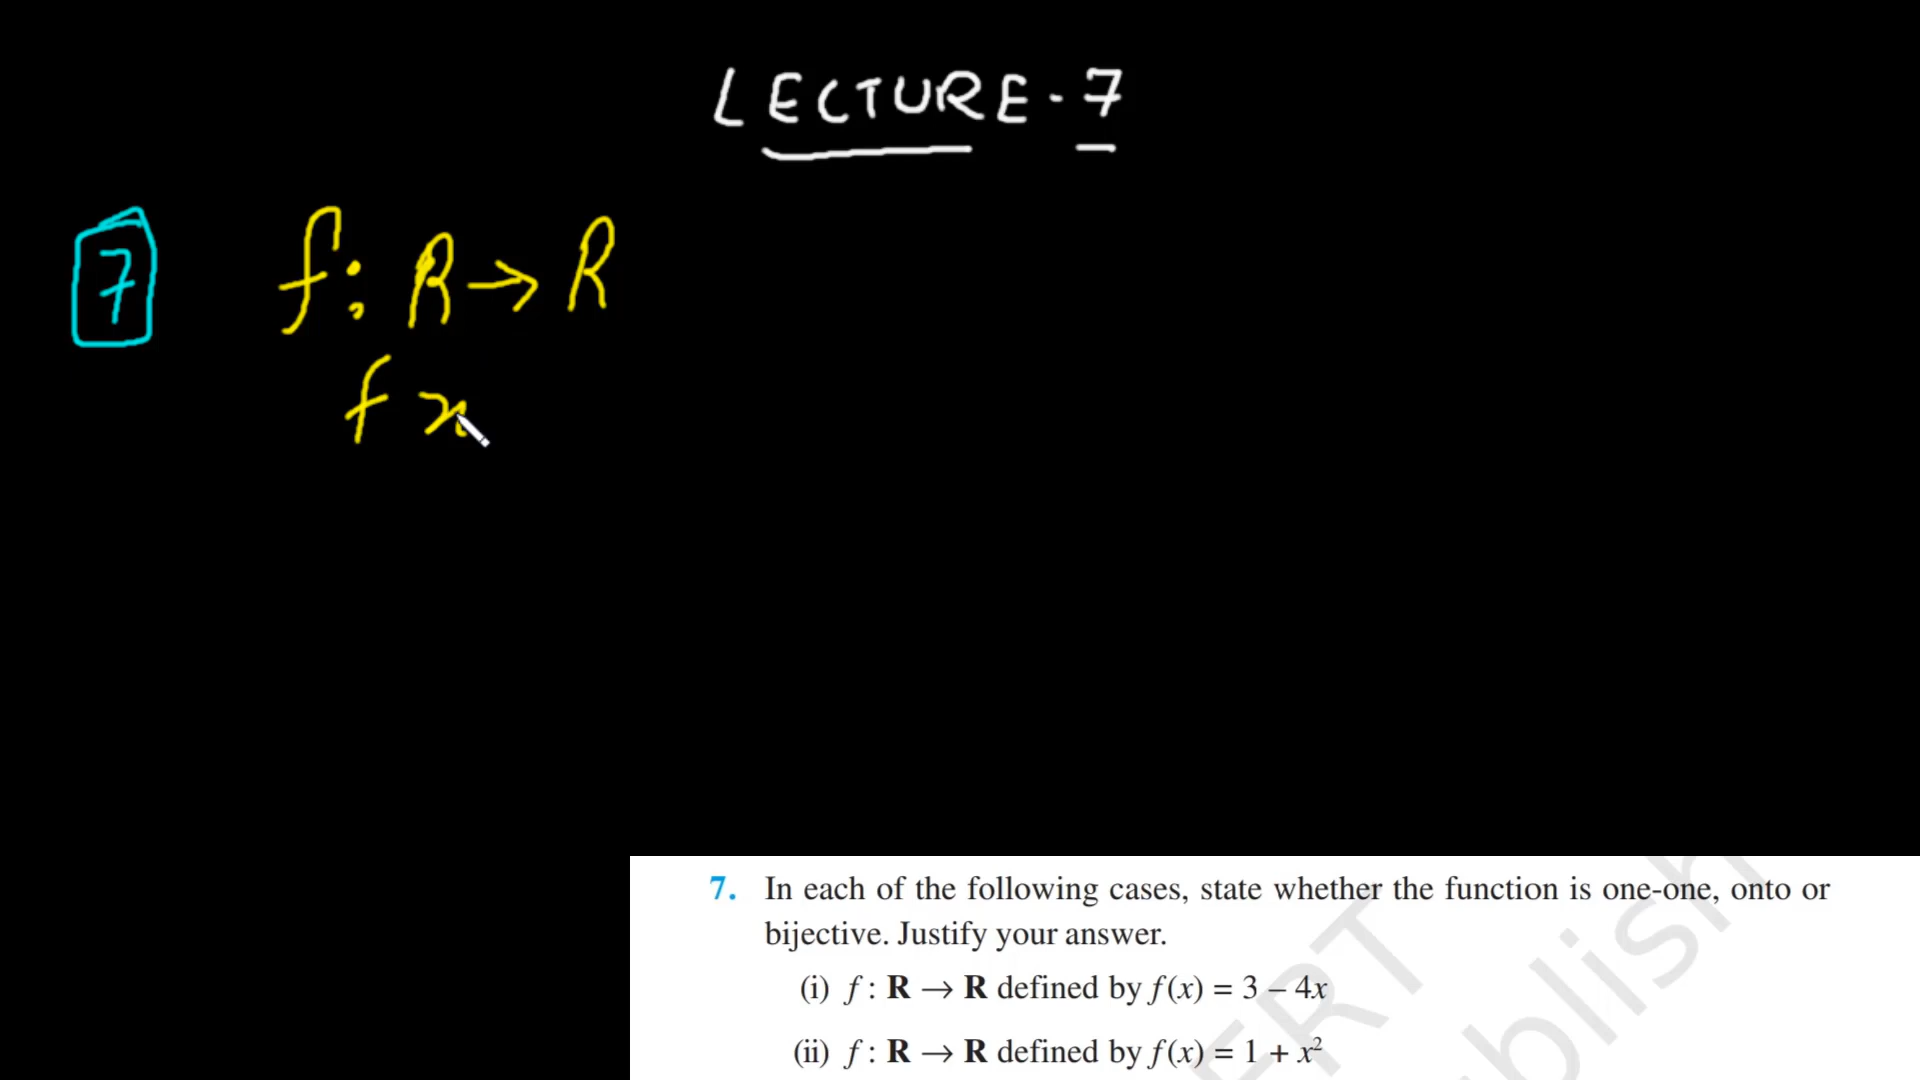 LECTURE-7
7 f: R→R
f x
7. In each of the following cases, state whether the function is one-one, onto or
bijective. Justify your answer.
(i) f : R → R defined by f(x) = 3 – 4x
(ii) f : R → R defined by f(x) = 1 + x²